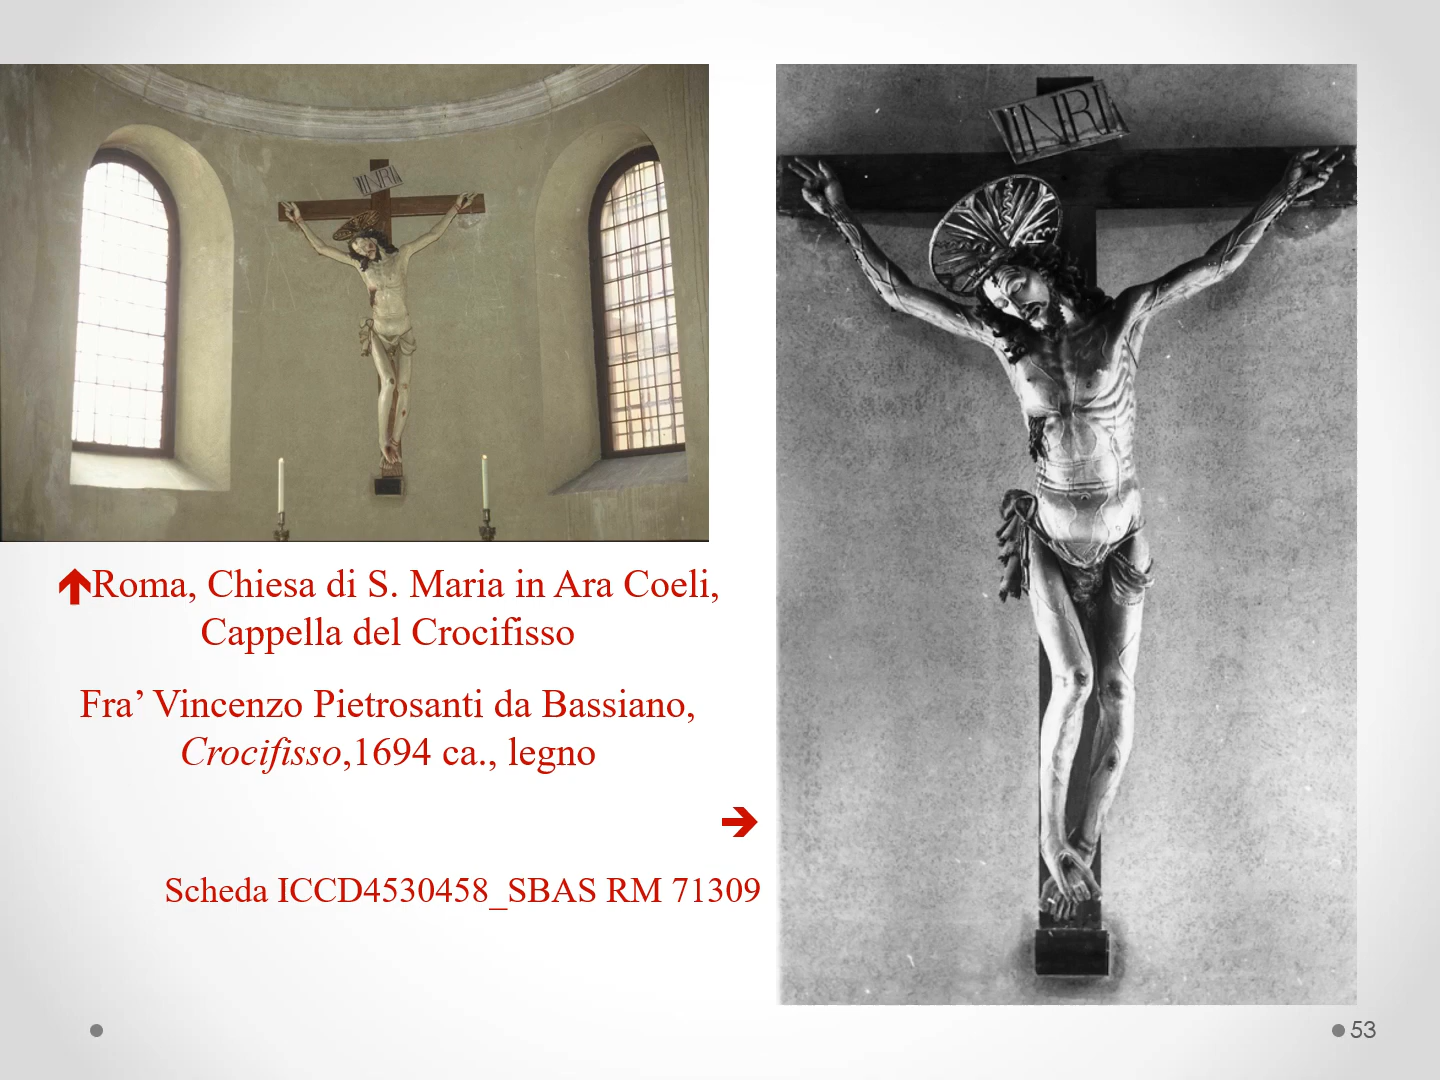 INRI
INRI
🡹Roma, Chiesa di S. Maria in Ara Coeli,
Cappella del Crocifisso
Fra’ Vincenzo Pietrosanti da Bassiano,
Crocifisso,1694 ca., legno
🡺
Scheda ICCD4530458_SBAS RM 71309
53